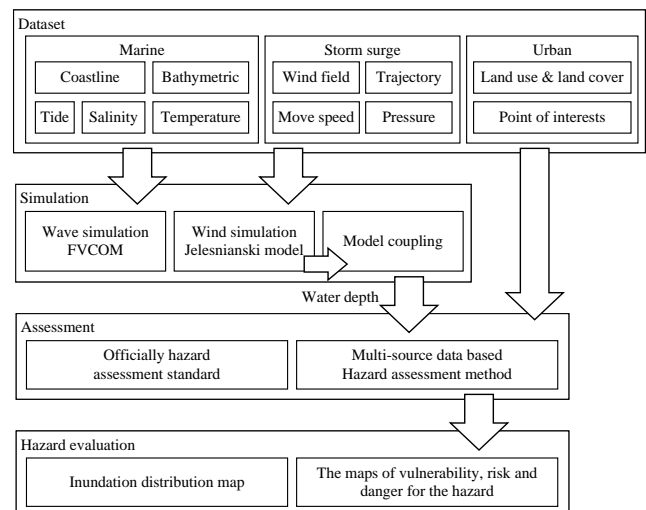 Dataset
Marine
Coastline
Bathymetric
Tide
Salinity
Temperature
Storm surge
Wind field
Trajectory
Move speed
Pressure
Urban
Land use & land cover
Point of interests
Simulation
Wave simulation
FVCOM
Wind simulation
Jelesnianski model
Model coupling
Water depth
Assessment
Officially hazard
assessment standard
Multi-source data based
Hazard assessment method
Hazard evaluation
Inundation distribution map
The maps of vulnerability, risk and
danger for the hazard